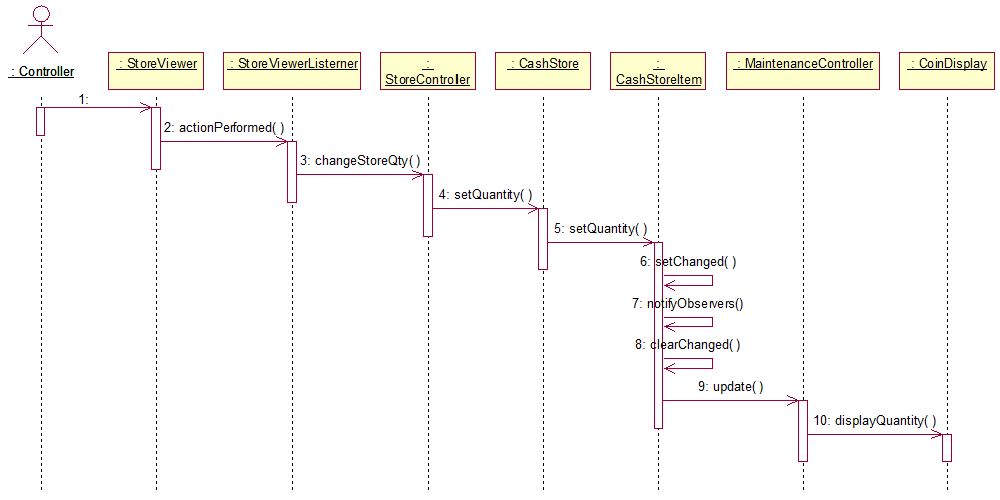 : Controller
: StoreViewer
: StoreViewerListerner
:
StoreController
: CashStore
:
CashStoreItem
: MaintenanceController
: CoinDisplay
1:
2: actionPerformed( )
3: changeStoreQty( )
4: setQuantity( )
5: setQuantity( )
6: setChanged( )
7: notifyObservers()
8: clearChanged( )
9: update( )
10: displayQuantity( )